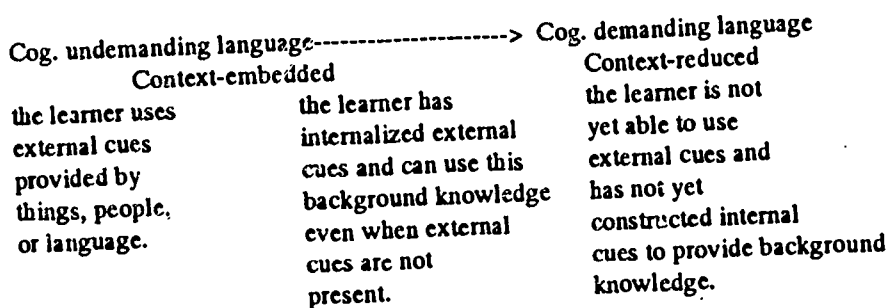 Cog. undemanding language----------------------> Cog. demanding language
Context-embedded
Context-reduced
the learner uses
external cues
provided by
things, people,
or language.
the learner has
internalized external
cues and can use this
background knowledge
even when external
cues are not
present.
the learner is not
yet able to use
external cues and
has not yet
constructed internal
cues to provide background
knowledge.